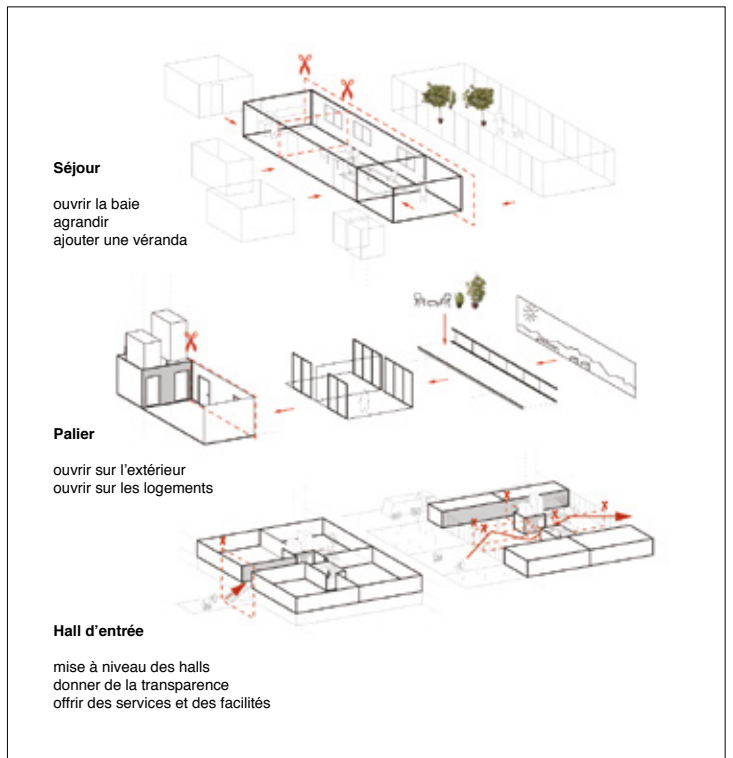 Séjour
ouvrir la baie
agrandir
ajouter une véranda
Palier
ouvrir sur l'extérieur
ouvrir sur les logements
Hall d'entrée
mise à niveau des halls
donner de la transparence
offrir des services et des facilités